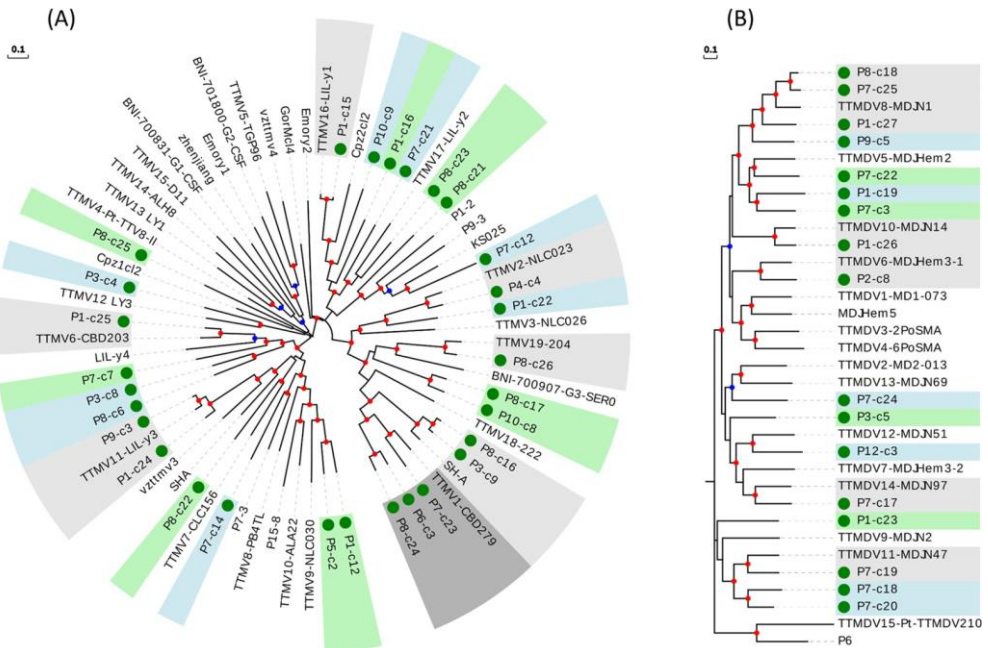 (A)
0.1
TTMV16-LIL-y1
P1-c15
Cpz2cl2
P10-c9
P1-c16
P7-c21
TTMV17-LIL-y2
P8-c23
P8-c21
P1-2
P9-3
KS025
P7-c12
TTMV2-NLC023
P4-c4
P1-c22
TTMV3-NLC026
TTMV19-204
P8-c26
BNI-700907-G3-SER0
P8-c17
P10-c8
TTMV18-222
P8-c16
P3-c9
SH-A
TTMV1-CBD279
P7-c23
P6-c3
P8-c24
P1-c12
P5-c2
TTMV9-NLC030
TTMV10-ALA22
P15-8
TTMV8-PB4TL
P7-3
P7-c14
TTMV7-CLC156
P8-c22
SHA
vzttmv3
P1-c24
TTMV11-LIL-y3
P9-c3
P8-c6
P3-c8
P7-c7
LIL-y4
TTMV6-CBD203
P1-c25
TTMV12 LY3
P3-c4
Cpz1cl2
P8-c25
TTMV4-Pt-TTV8-II
TTMV13 LY1
TTMV14-ALH8
TTMV15-D11
zhenjiang
BNI-700831-G1-CSF
Emory1
BNI-701800-G2-CSF
TTMV5-TGP96
vzttmv4
GorMcl4
Emory2
(B)
0.1
P8-c18
P7-c25
TTMDV8-MDJN1
P1-c27
P9-c5
TTMDV5-MDJHem2
P7-c22
P1-c19
P7-c3
TTMDV10-MDJN14
P1-c26
TTMDV6-MDJHem3-1
P2-c8
TTMDV1-MD1-073
MDJHem5
TTMDV3-2PoSMA
TTMDV4-6PoSMA
TTMDV2-MD2-013
TTMDV13-MDJN69
P7-c24
P3-c5
TTMDV12-MDJN51
P12-c3
TTMDV7-MDJHem3-2
TTMDV14-MDJN97
P7-c17
P1-c23
TTMDV9-MDJN2
TTMDV11-MDJN47
P7-c19
P7-c18
P7-c20
TTMDV15-Pt-TTMDV210
P6